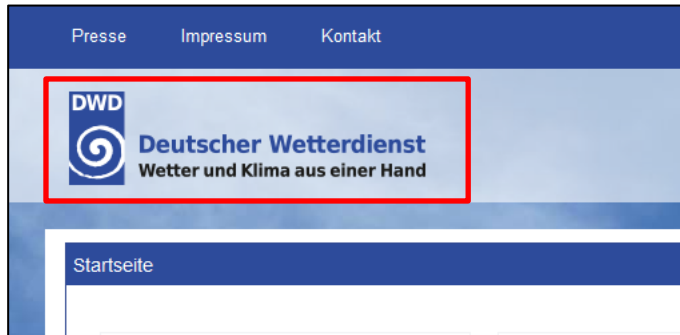 Presse Impressum Kontakt
DWD
Deutscher Wetterdienst
Wetter und Klima aus einer Hand
Startseite